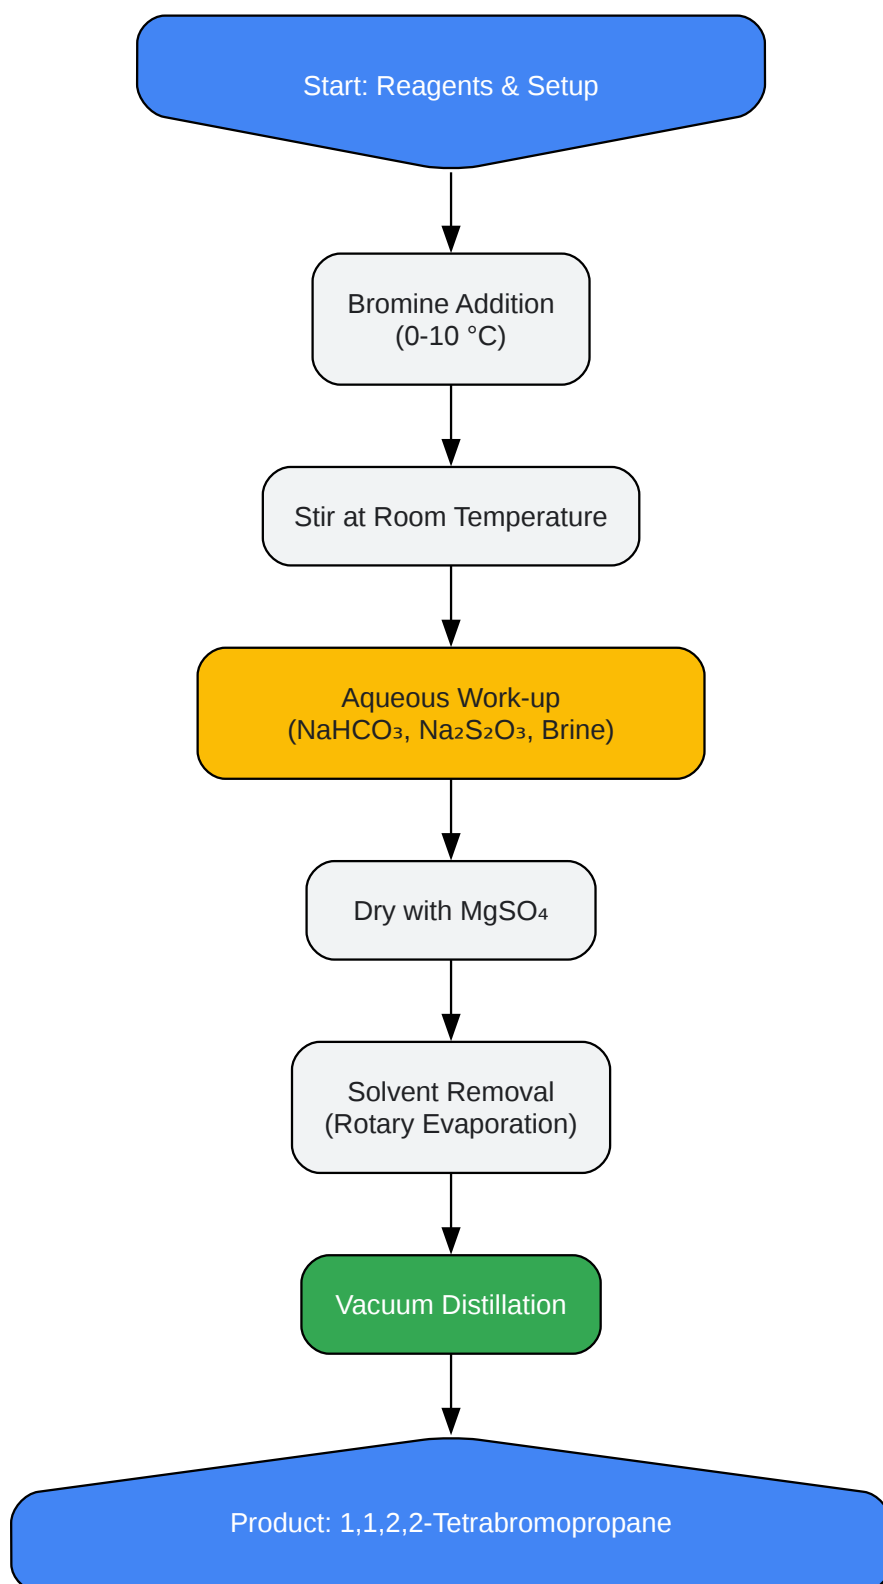 Start: Reagents & Setup
Bromine Addition
(0-10 °C)
Stir at Room Temperature
Aqueous Work-up
(NaHCO₃, Na₂S₂O₃, Brine)
Dry with MgSO₄
Solvent Removal
(Rotary Evaporation)
Vacuum Distillation
Product: 1,1,2,2-Tetrabromopropane